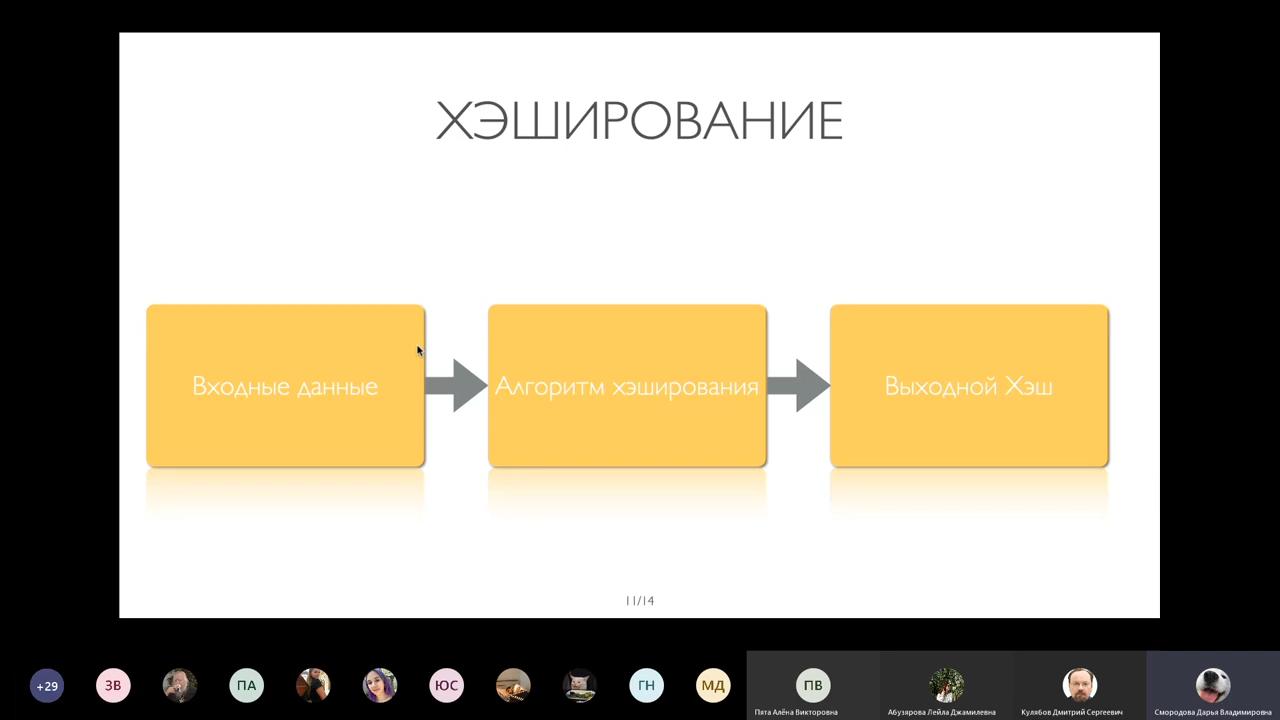 ХЭШИРОВАНИЕ
Входные данные
Алгоритм хэширования
Выходной Хэш
11/14
+29
ЗВ
ПА
ЮС
ГН
МД
ПВ
Пята Алёна Викторовна
Абузярова Лейла Джамилевна
Кулябов Дмитрий Сергеевич
Смородова Дарья Владимировна